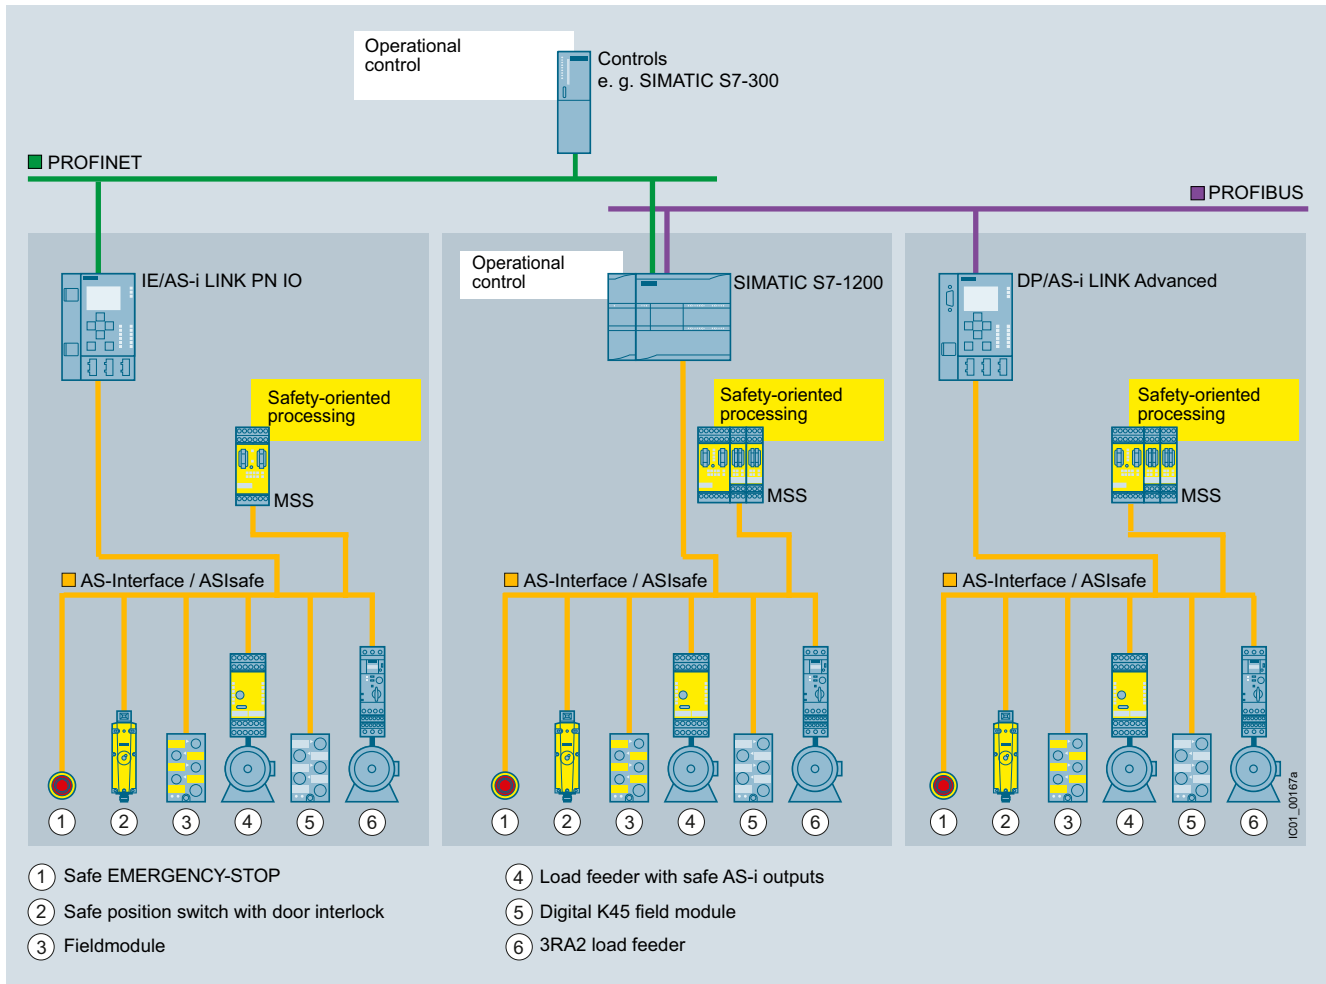 Operational
control
Controls
e. g. SIMATIC S7-300
PROFINET
PROFIBUS
IE/AS-i LINK PN IO
Operational
control
SIMATIC S7-1200
DP/AS-i LINK Advanced
Safety-oriented
processing
MSS
Safety-oriented
processing
MSS
Safety-oriented
processing
MSS
AS-Interface / ASIsafe
AS-Interface / ASIsafe
AS-Interface / ASIsafe
1 2 3 4 5 6
1 2 3 4 5 6
1 2 3 4 5 6
IC01_00167a
1 Safe EMERGENCY-STOP
2 Safe position switch with door interlock
3 Fieldmodule
4 Load feeder with safe AS-i outputs
5 Digital K45 field module
6 3RA2 load feeder